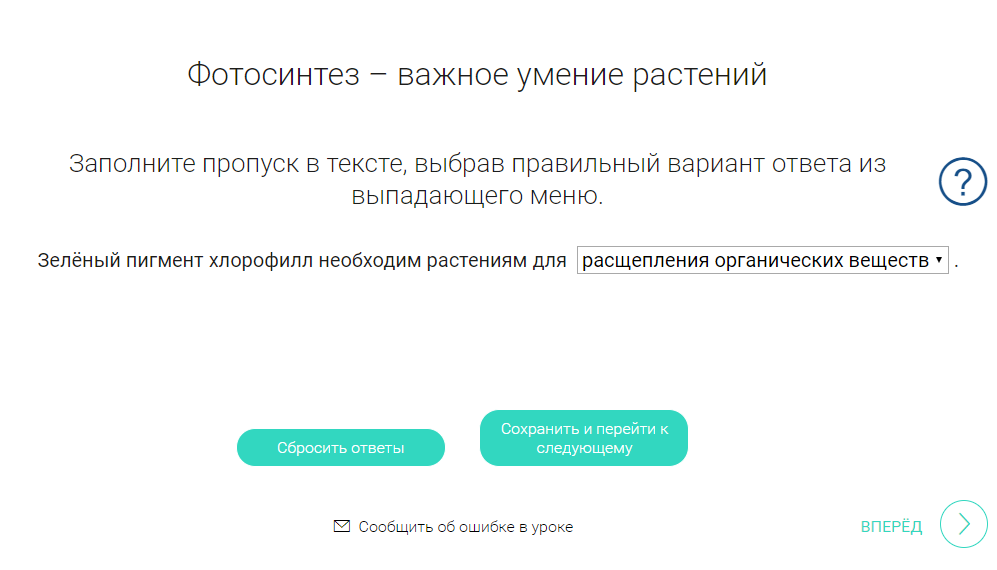 Фотосинтез – важное умение растений
Заполните пропуск в тексте, выбрав правильный вариант ответа из
выпадающего меню.
?
Зелёный пигмент хлорофилл необходим растениям для расщепления органических веществ .
Сбросить ответы
Сохранить и перейти к
следующему
Сообщить об ошибке в уроке
ВПЕРЁД